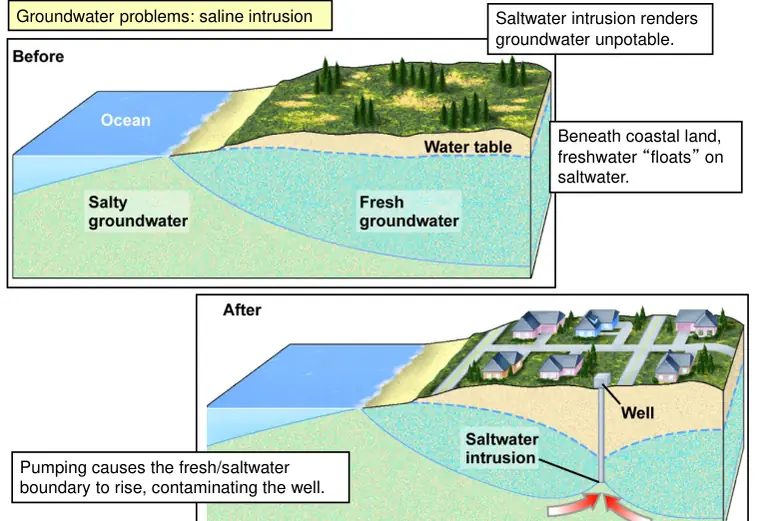 Groundwater problems: saline intrusion
Saltwater intrusion renders
groundwater unpotable.
Before
Ocean
Beneath coastal land,
freshwater “floats” on
saltwater.
Water table
Salty
groundwater
Fresh
groundwater
After
Well
Saltwater
intrusion
Pumping causes the fresh/saltwater
boundary to rise, contaminating the well.